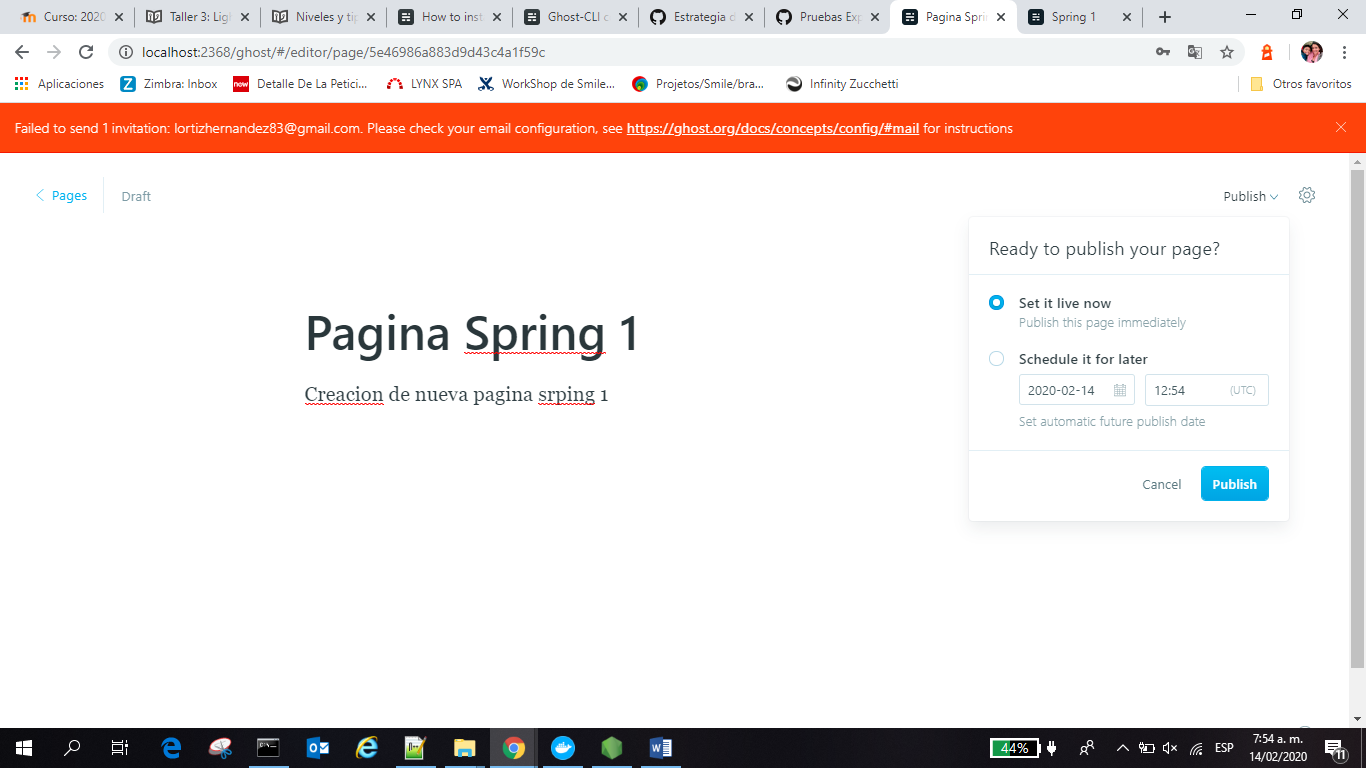 Curso: 2020
Taller 3: Lig
Niveles y ti
How to inst
Ghost-CLI c
Estrategia d
Pruebas Exp
Pagina Spri
Spring 1
localhost:2368/ghost/#/editor/page/5e46986a883d9d43c4a1f59c
Aplicaciones
Zimbra: Inbox
now
Detalle De La Petici...
LYNX SPA
WorkShop de Smile...
Projetos/Smile/bra...
Infinity Zucchetti
Otros favoritos
Failed to send 1 invitation: lortizhernandez83@gmail.com. Please check your email configuration, see https://ghost.org/docs/concepts/config/#mail for instructions
Pages
Draft
Publish
Ready to publish your page?
Set it live now
Publish this page immediately
Schedule it for later
2020-02-14
12:54
(UTC)
Set automatic future publish date
Cancel
Publish
Pagina Spring 1
Creacion de nueva pagina srping 1
44%
ESP
7:54 a. m.
14/02/2020
11